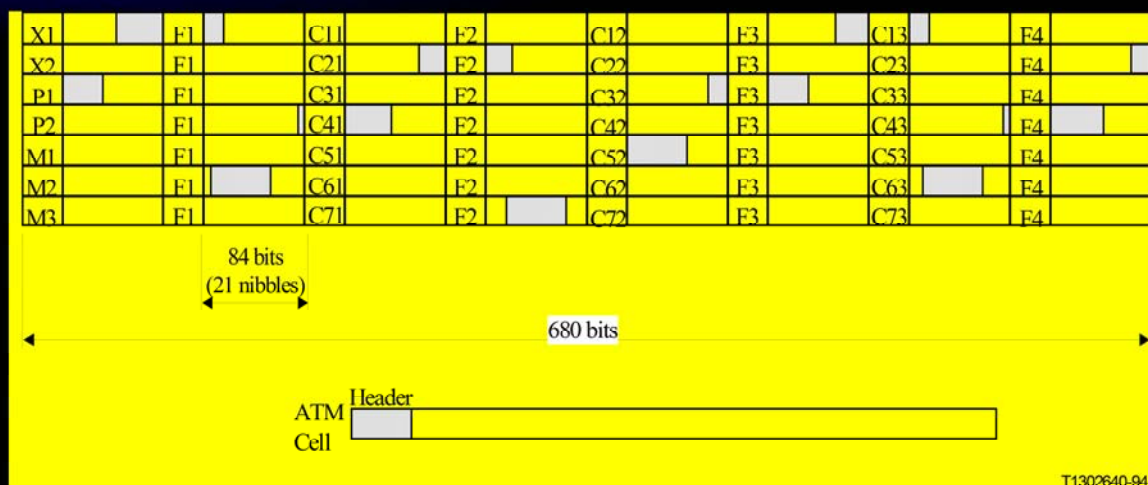 X1 F1 C11 F2 C12 F3 C13 F4
X2 F1 C21 F2 C22 F3 C23 F4
P1 F1 C31 F2 C32 F3 C33 F4
P2 F1 C41 F2 C42 F3 C43 F4
M1 F1 C51 F2 C52 F3 C53 F4
M2 F1 C61 F2 C62 F3 C63 F4
M3 F1 C71 F2 C72 F3 C73 F4
84 bits
(21 nibbles)
680 bits
Header
ATM
Cell
T1302640-94